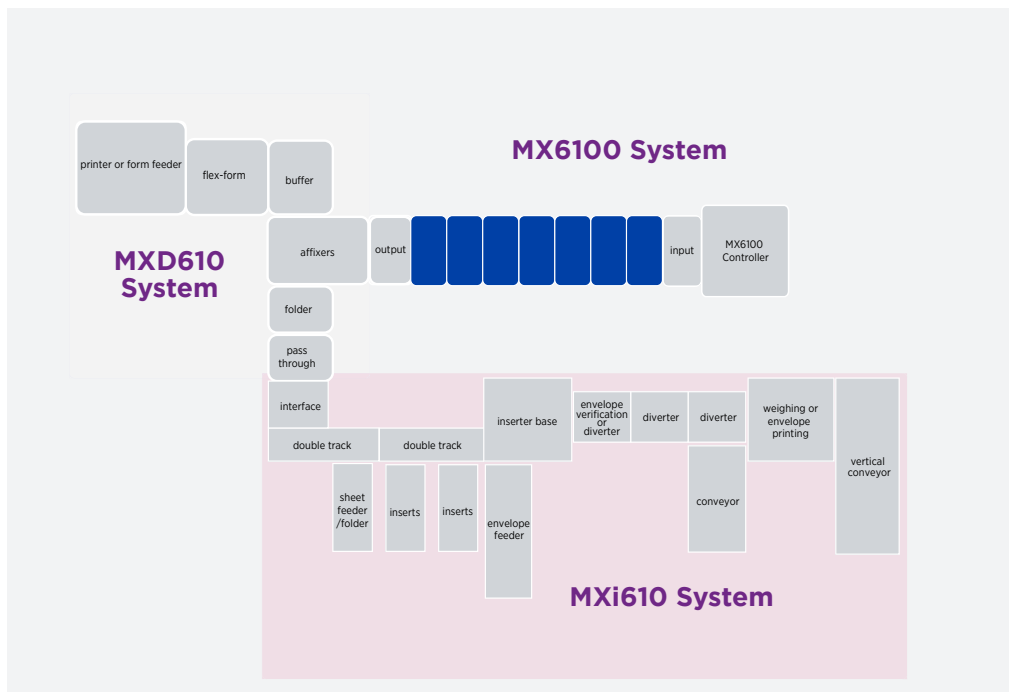 MX6100 System
printer or form feeder
flex-form
buffer
MXD610
System
affixers
output
input
MX6100
Controller
folder
pass
through
interface
double track
double track
inserter base
envelope
verification
or
diverter
diverter
diverter
weighing or
envelope
printing
vertical
conveyor
sheet
feeder
/folder
inserts
inserts
envelope
feeder
conveyor
MXi610 System